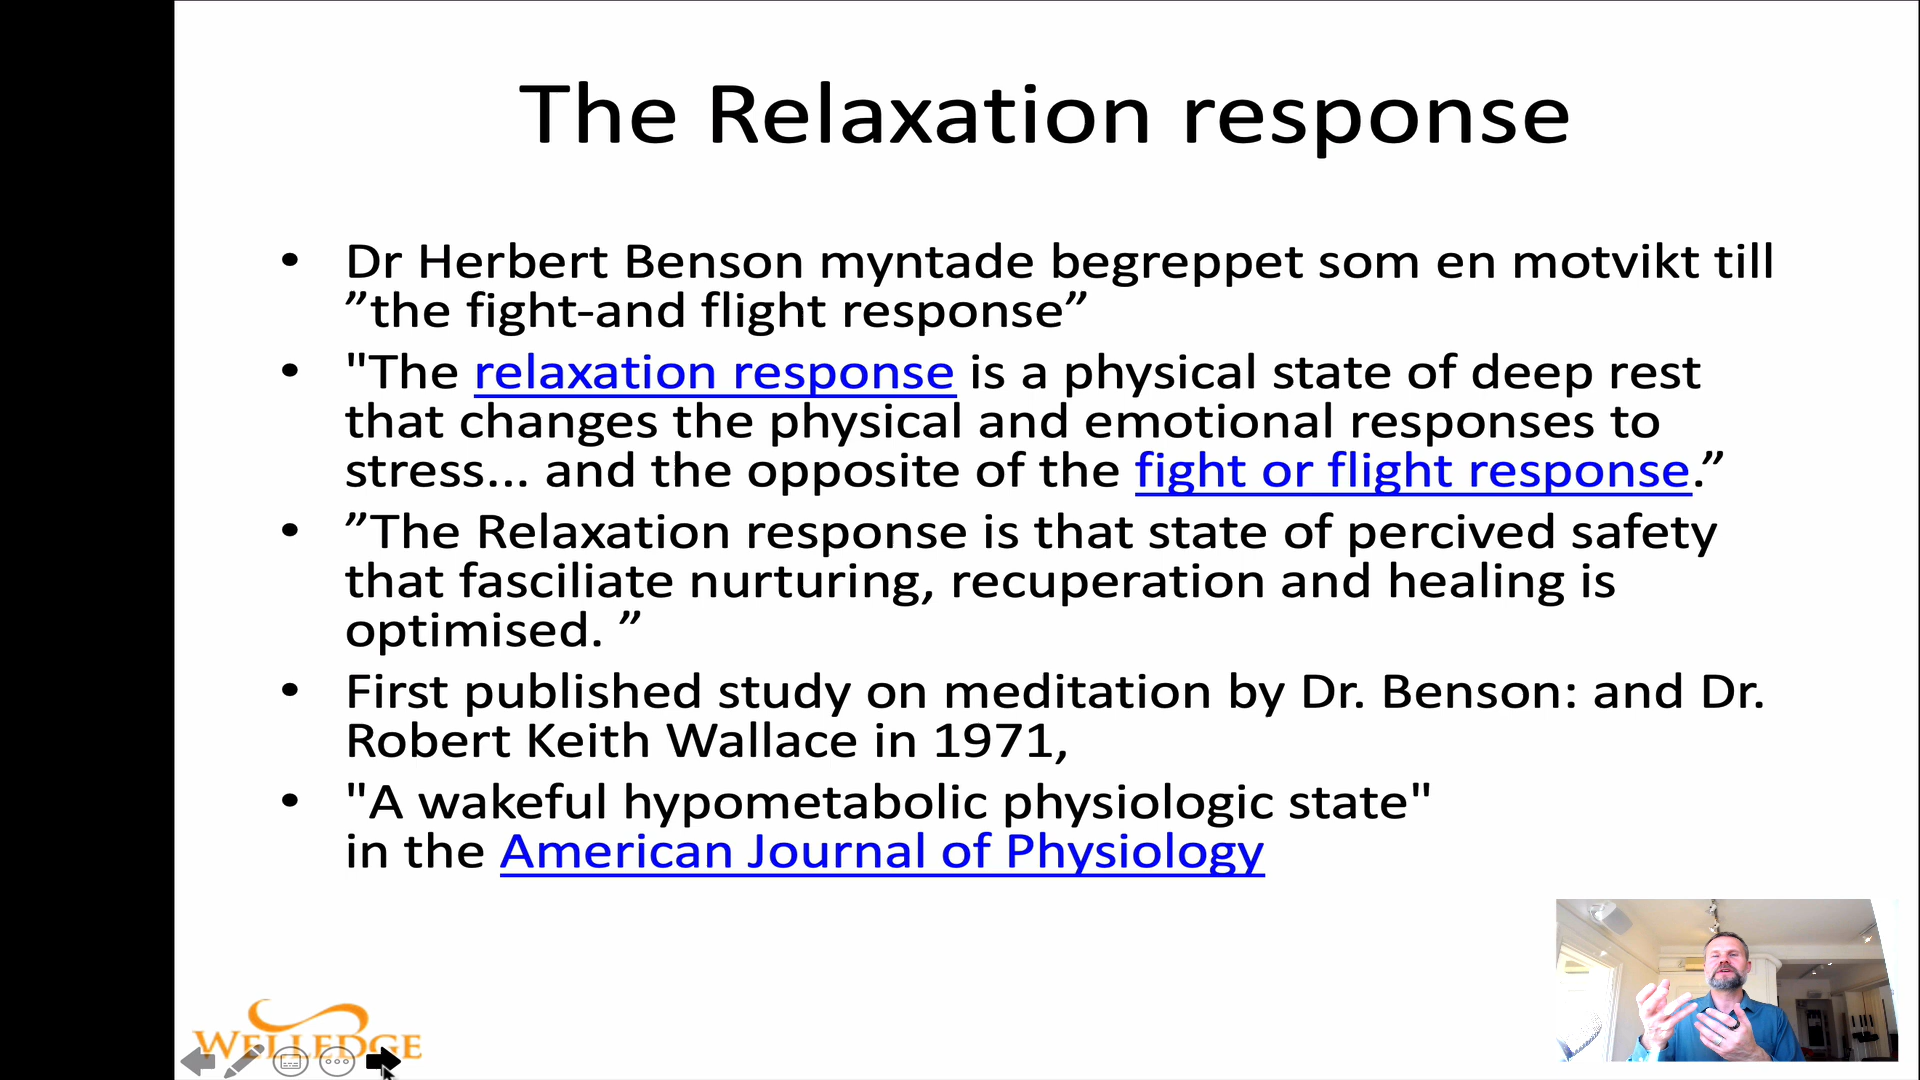 The Relaxation response
• Dr Herbert Benson myntade begreppet som en motvikt till
”the fight-and flight response”
• "The relaxation response is a physical state of deep rest
that changes the physical and emotional responses to
stress... and the opposite of the fight or flight response.”
• ”The Relaxation response is that state of percived safety
that fasciliate nurturing, recuperation and healing is
optimised. ”
• First published study on meditation by Dr. Benson: and Dr.
Robert Keith Wallace in 1971,
• "A wakeful hypometabolic physiologic state"
in the American Journal of Physiology
WELLEDGE